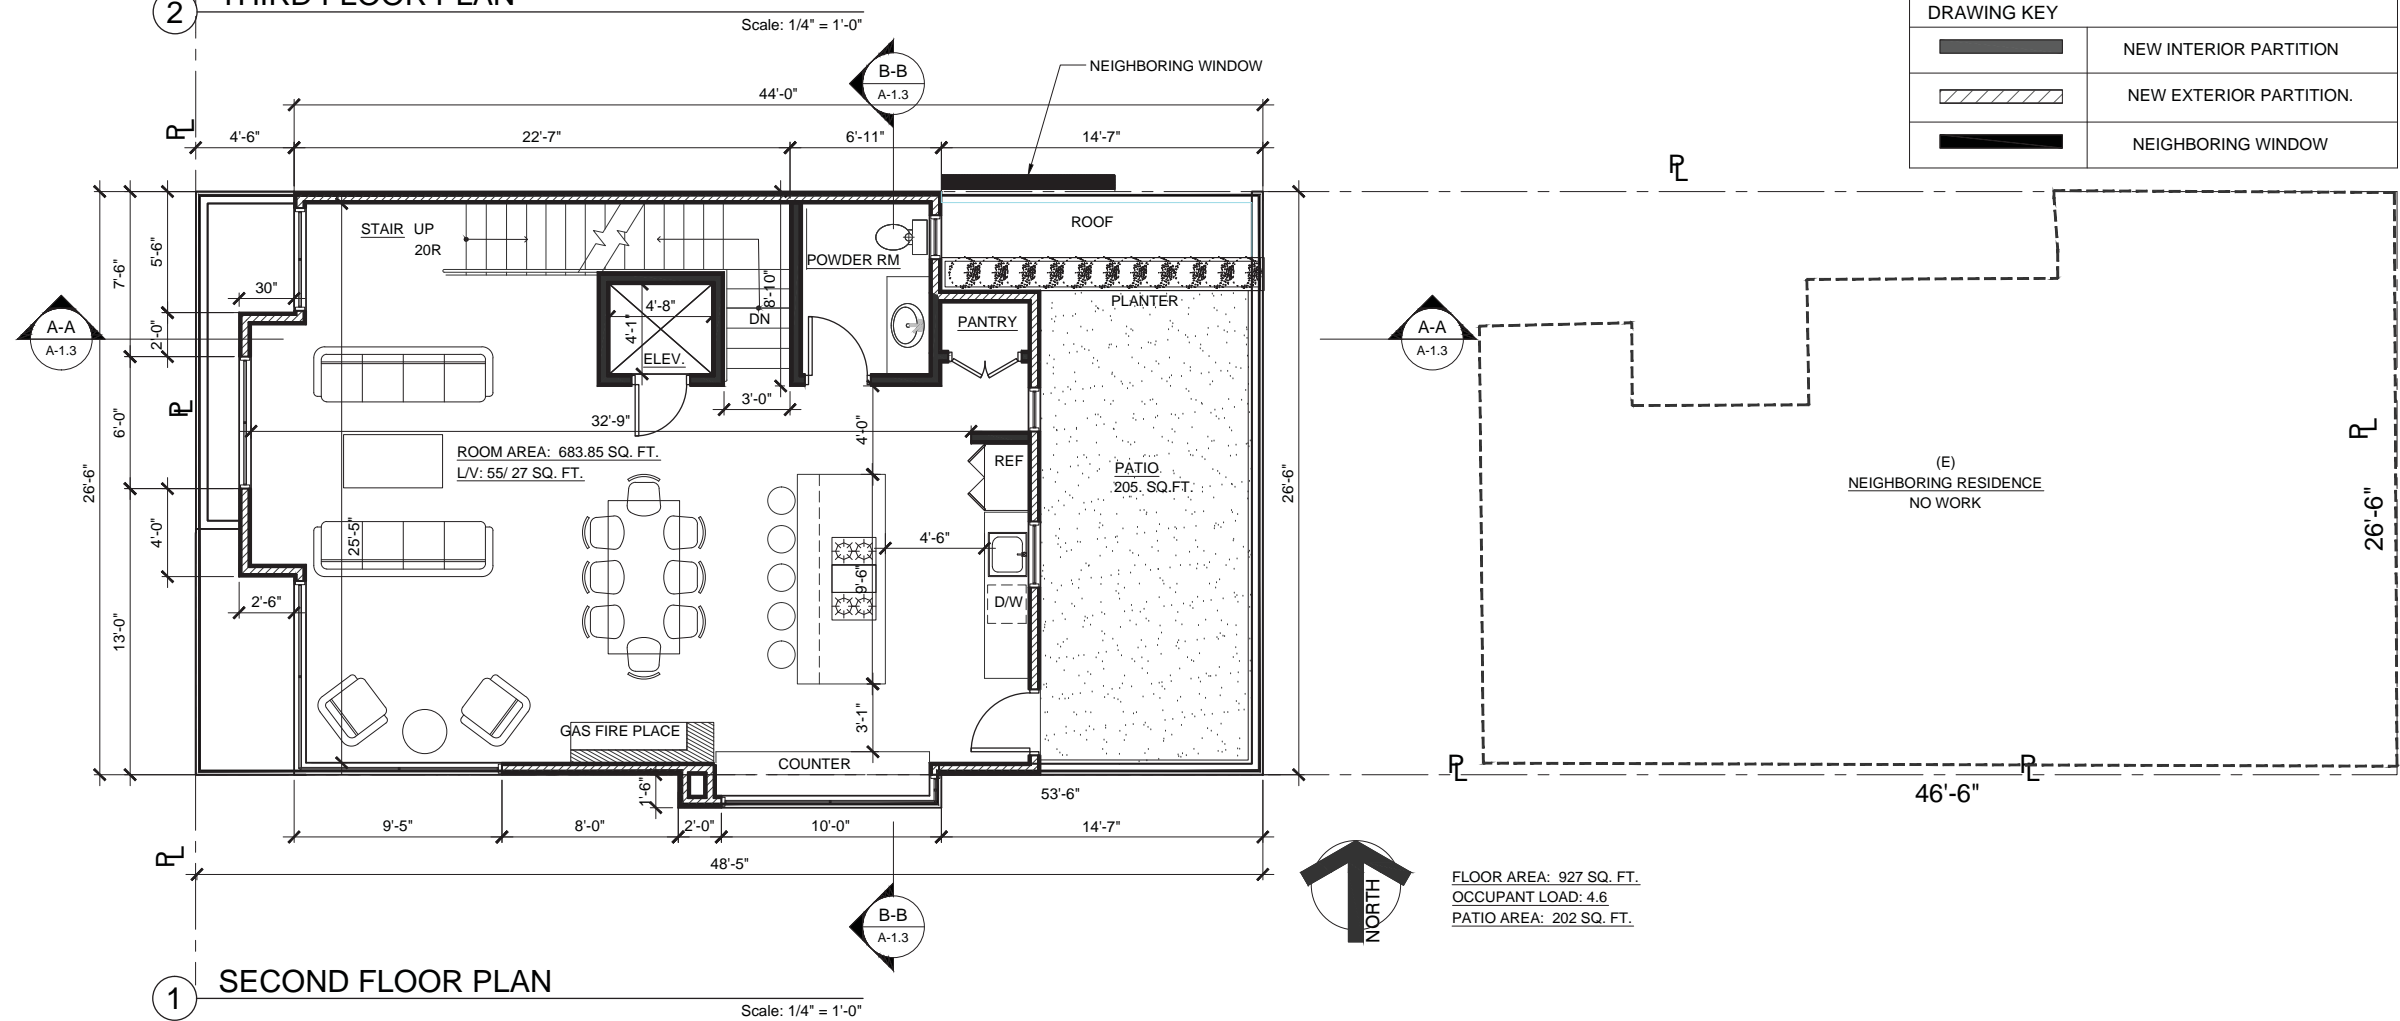 2
THIRD FLOOR PLAN
Scale: 1/4" = 1'-0"
DRAWING KEY
NEW INTERIOR PARTITION
NEW EXTERIOR PARTITION.
NEIGHBORING WINDOW
B-B
A-1.3
NEIGHBORING WINDOW
44'-0"
4'-6"
22'-7"
6'-11"
14'-7"
PL
PL
STAIR UP
20R
ROOF
POWDER RM
PLANTER
7'-6"
5'-6"
30"
2'-0"
4'-8"
4'-1"
ELEV.
8'-10"
DN
PANTRY
A-A
A-1.3
A-A
A-1.3
PL
6'-0"
26'-6"
32'-9"
3'-0"
4'-0"
ROOM AREA: 683.85 SQ. FT.
L/V: 55/ 27 SQ. FT.
REF
PATIO
205 SQ.FT
26'-6"
PL
(E)
NEIGHBORING RESIDENCE
NO WORK
26'-6"
4'-0"
25'-5"
4'-6"
9'-6"
2'-6"
D/W
13'-0"
3'-1"
GAS FIRE PLACE
COUNTER
1'-6"
53'-6"
PL
PL
46'-6"
9'-5"
8'-0"
2'-0"
10'-0"
14'-7"
PL
48'-5"
NORTH
FLOOR AREA: 927 SQ. FT.
OCCUPANT LOAD: 4.6
PATIO AREA: 202 SQ. FT.
B-B
A-1.3
1
SECOND FLOOR PLAN
Scale: 1/4" = 1'-0"